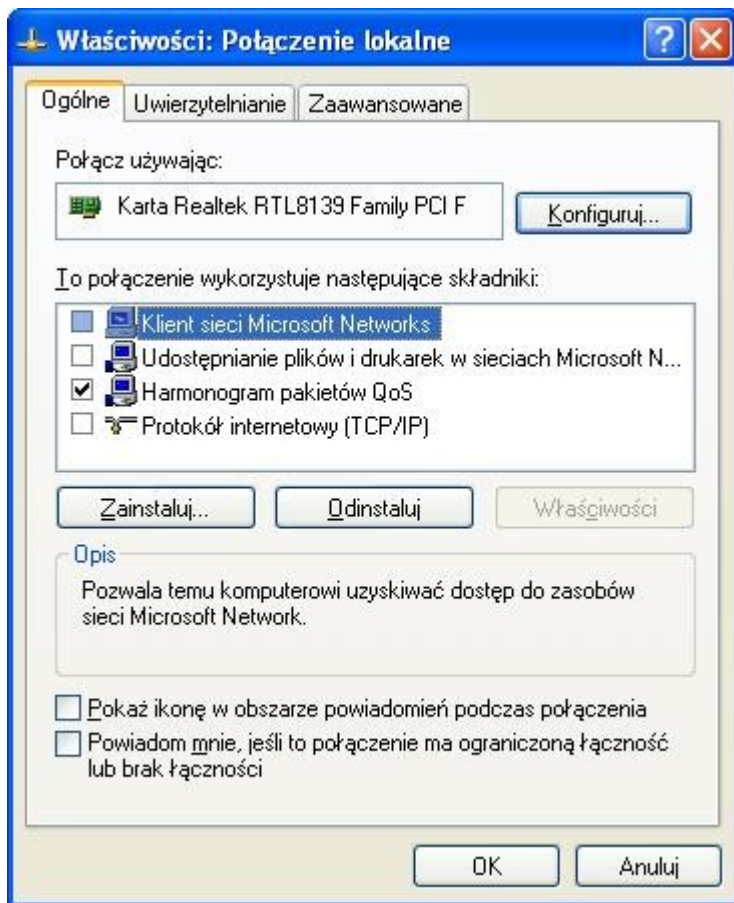 Właściwości: Połączenie lokalne
Ogólne Uwierzytelnianie Zaawansowane
Połącz używając:
Karta Realtek RTL8139 Family PCI F
Konfiguruj...
To połączenie wykorzystuje następujące składniki:
Klient sieci Microsoft Networks
Udostępnianie plików i drukarek w sieciach Microsoft N...
Harmonogram pakietów QoS
Protokół internetowy (TCP/IP)
Zainstaluj... Odinstaluj Właściwości
Opis
Pozwala temu komputerowi uzyskiwać dostęp do zasobów
sieci Microsoft Network.
Pokaż ikonę w obszarze powiadomień podczas połączenia
Powiadom mnie, jeśli to połączenie ma ograniczoną łączność
lub brak łączności
OK Anuluj